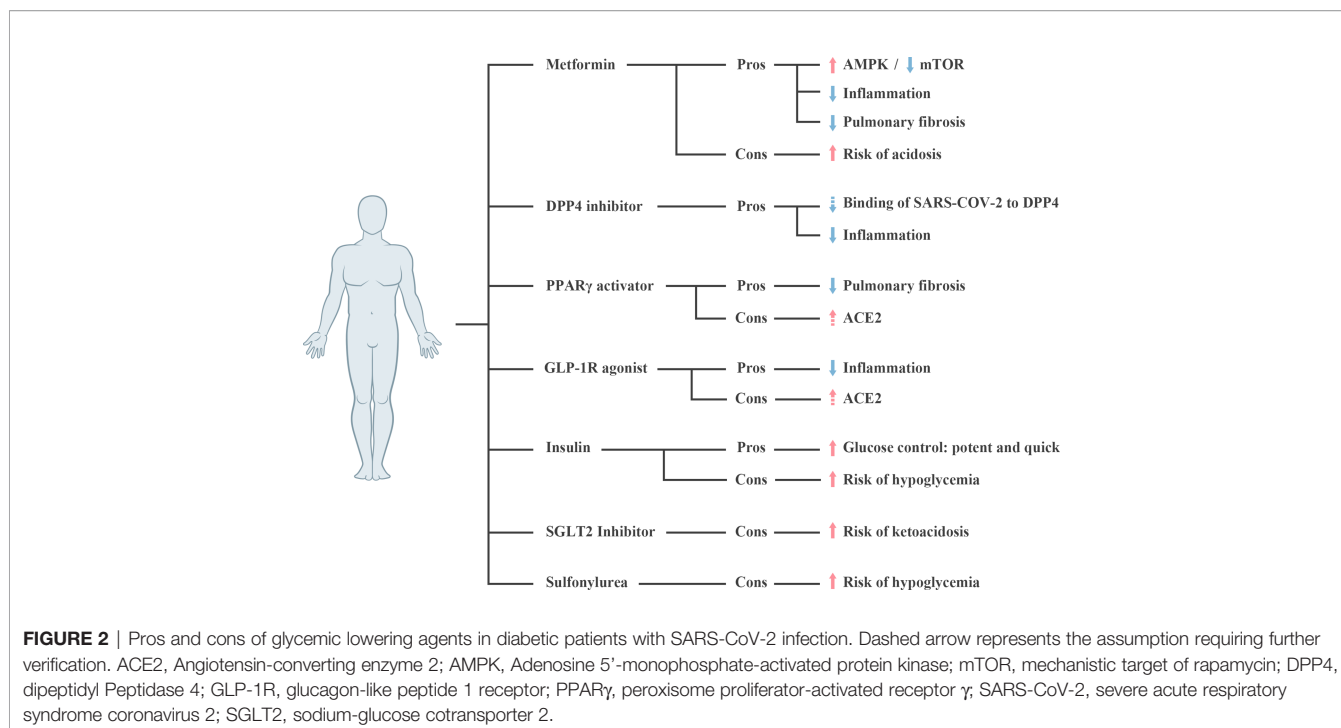 Metformin Pros ↑ AMPK / ↓ mTOR
↓ Inflammation
↓ Pulmonary fibrosis
Cons ↑ Risk of acidosis
DPP4 inhibitor Pros ⇣ Binding of SARS-COV-2 to DPP4
↓ Inflammation
PPARγ activator Pros ↓ Pulmonary fibrosis
Cons ⇡ ACE2
GLP-1R agonist Pros ↓ Inflammation
Cons ⇡ ACE2
Insulin Pros ↑ Glucose control: potent and quick
Cons ↑ Risk of hypoglycemia
SGLT2 Inhibitor Cons ↑ Risk of ketoacidosis
Sulfonylurea Cons ↑ Risk of hypoglycemia
FIGURE 2 | Pros and cons of glycemic lowering agents in diabetic patients with SARS-CoV-2 infection. Dashed arrow represents the assumption requiring further
verification. ACE2, Angiotensin-converting enzyme 2; AMPK, Adenosine 5’-monophosphate-activated protein kinase; mTOR, mechanistic target of rapamycin; DPP4,
dipeptidyl Peptidase 4; GLP-1R, glucagon-like peptide 1 receptor; PPARγ, peroxisome proliferator-activated receptor γ; SARS-CoV-2, severe acute respiratory
syndrome coronavirus 2; SGLT2, sodium-glucose cotransporter 2.